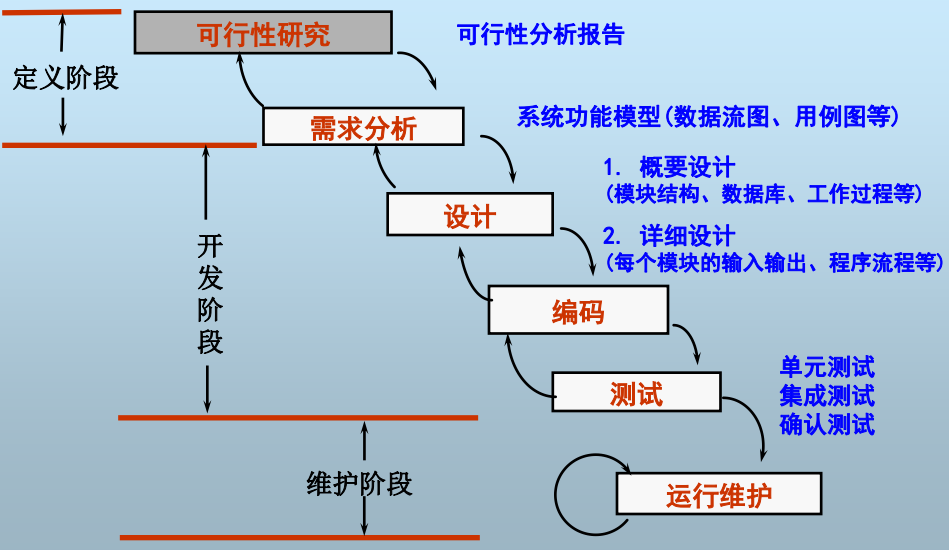 可行性研究
可行性分析报告
定义阶段
需求分析
系统功能模型(数据流图、用例图等)
1. 概要设计
(模块结构、数据库、工作过程等)
设计
2. 详细设计
(每个模块的输入输出、程序流程等)
开
发
阶
段
编码
测试
单元测试
集成测试
确认测试
维护阶段
运行维护